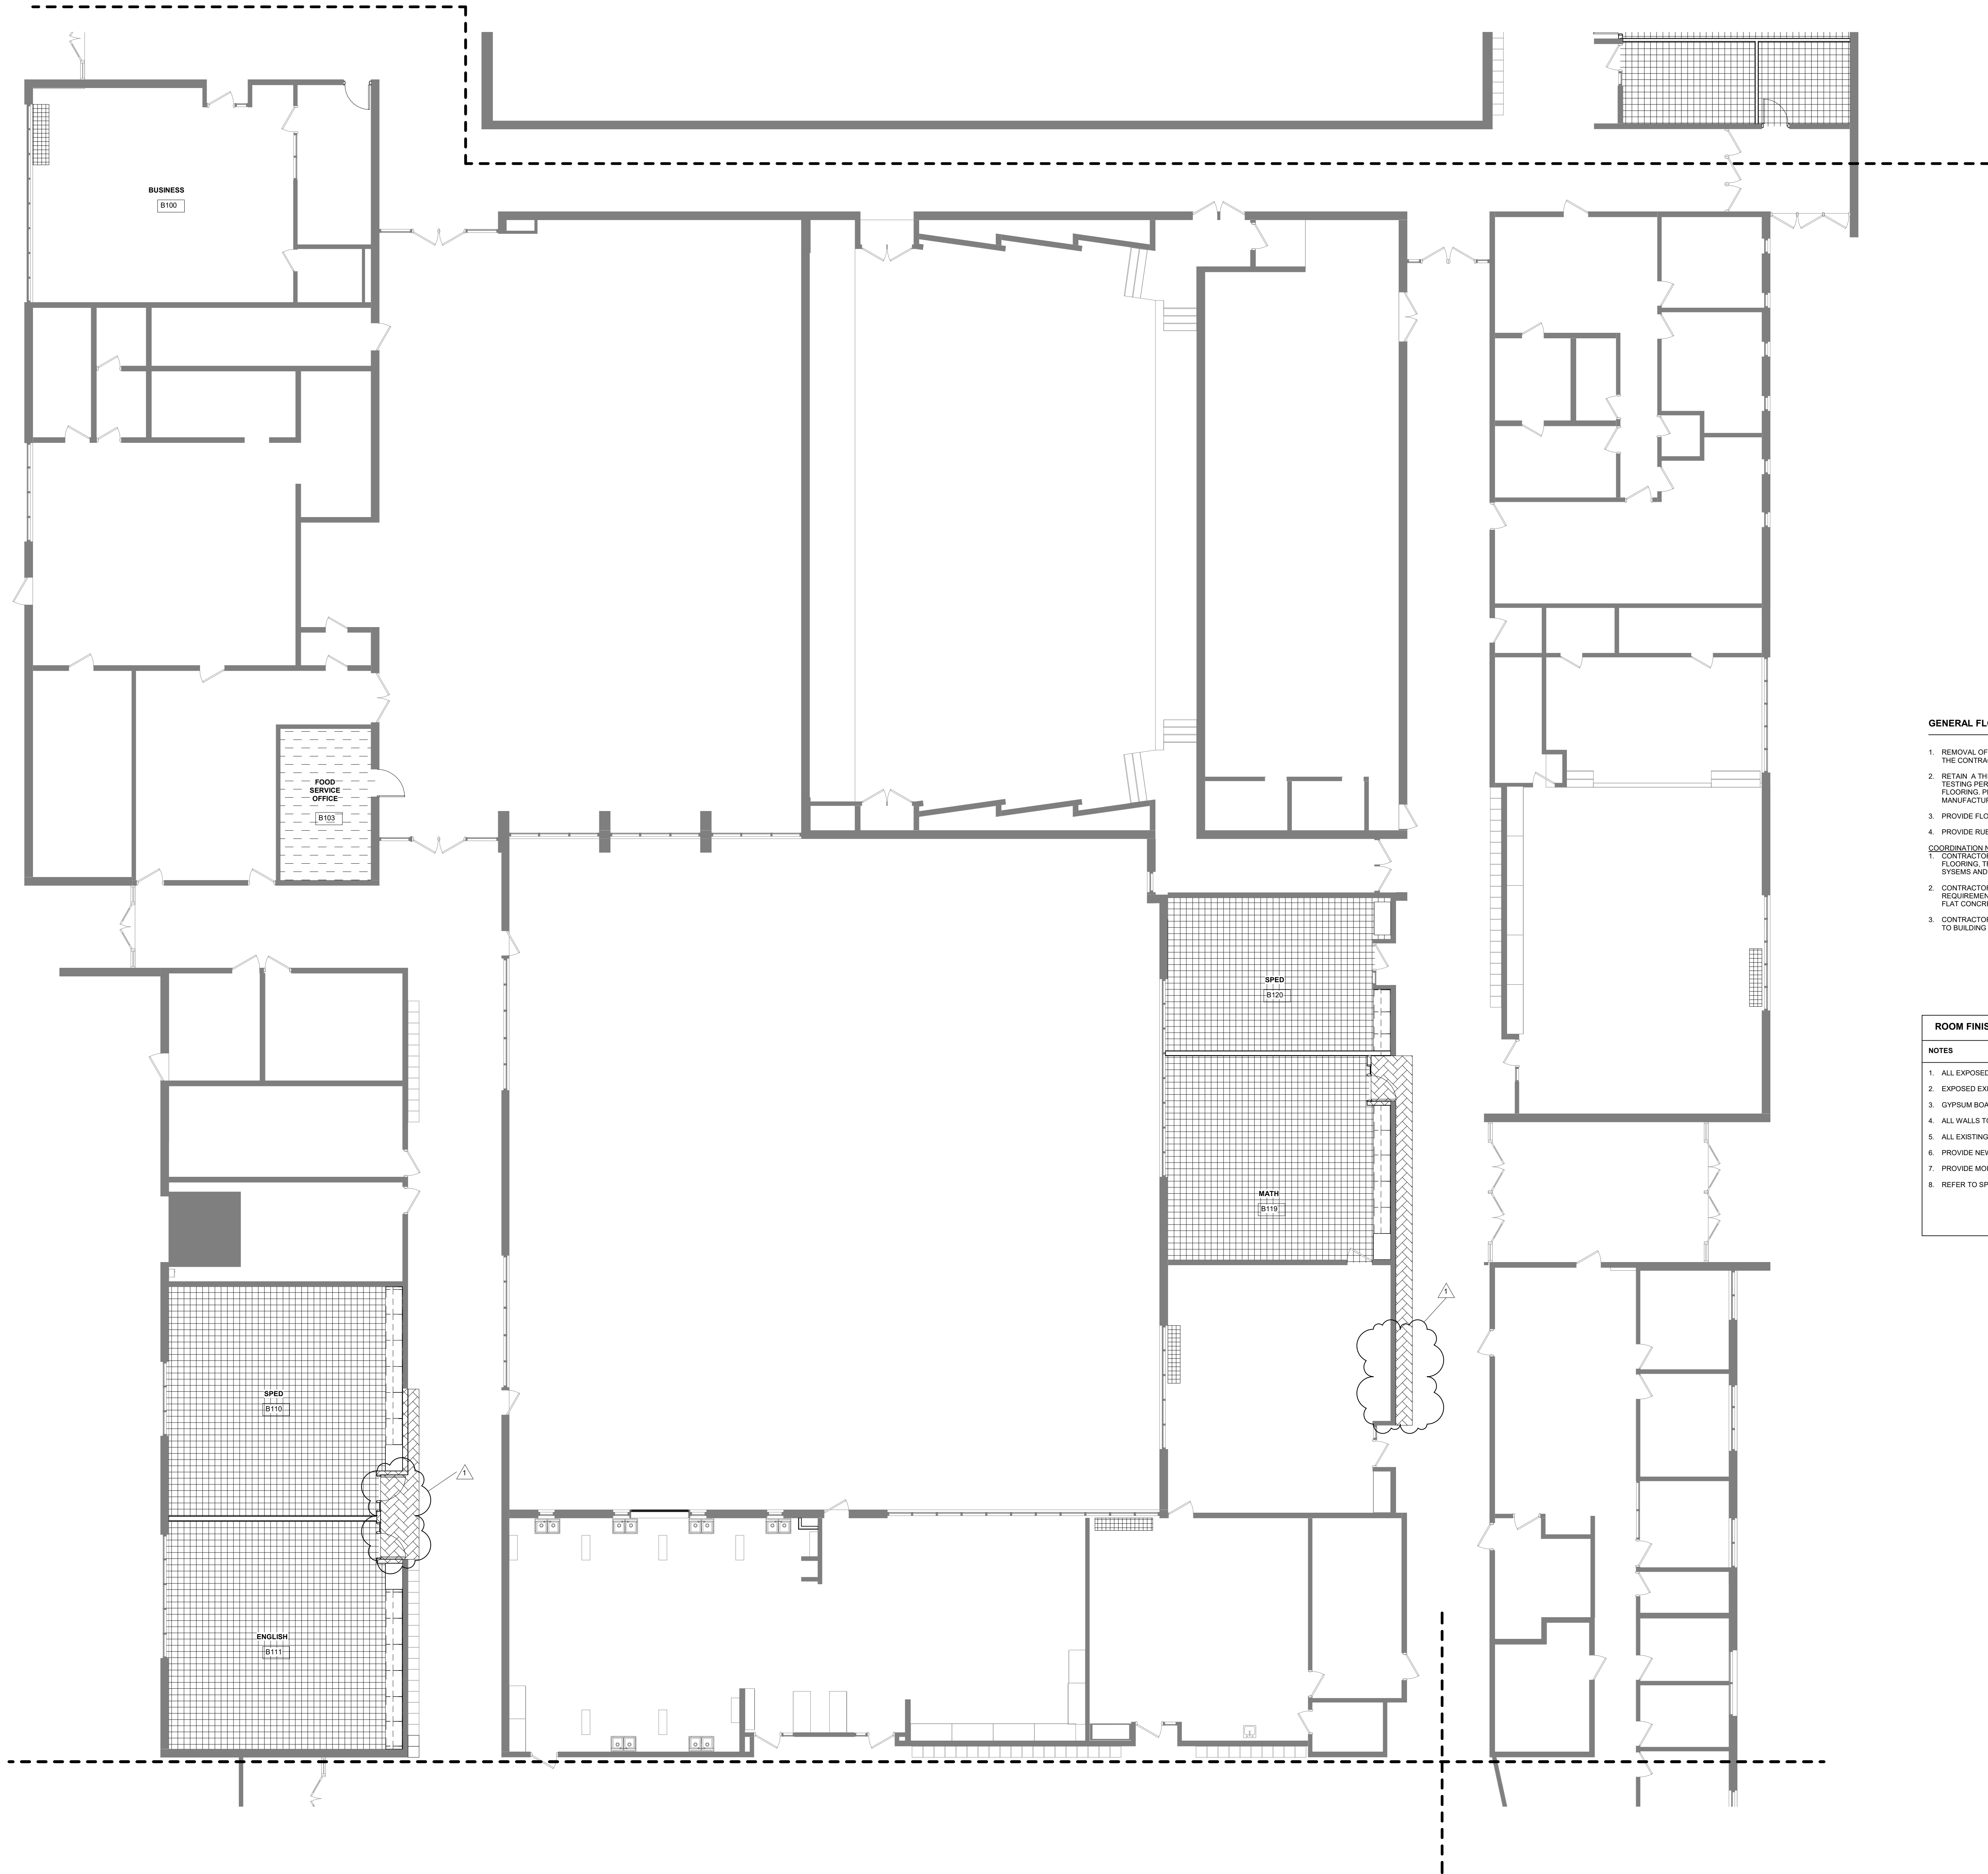 BUSINESS
B100
FOOD
SERVICE
OFFICE
B103
SPED
B120
MATH
B119
1
SPED
B110
1
ENGLISH
B111
GENERAL FLO
1. REMOVAL OF
THE CONTRA
2. RETAIN A TH
TESTING PER
FLOORING. P
MANUFACTU
3. PROVIDE FLO
4. PROVIDE RUB
COORDINATION N
1. CONTRACTO
FLOORING, T
SYSEMS AND
2. CONTRACTO
REQUIREMEN
FLAT CONCR
3. CONTRACTO
TO BUILDING
ROOM FINIS
NOTES
1. ALL EXPOSED
2. EXPOSED EX
3. GYPSUM BOA
4. ALL WALLS TO
5. ALL EXISTING
6. PROVIDE NEW
7. PROVIDE MO
8. REFER TO SP